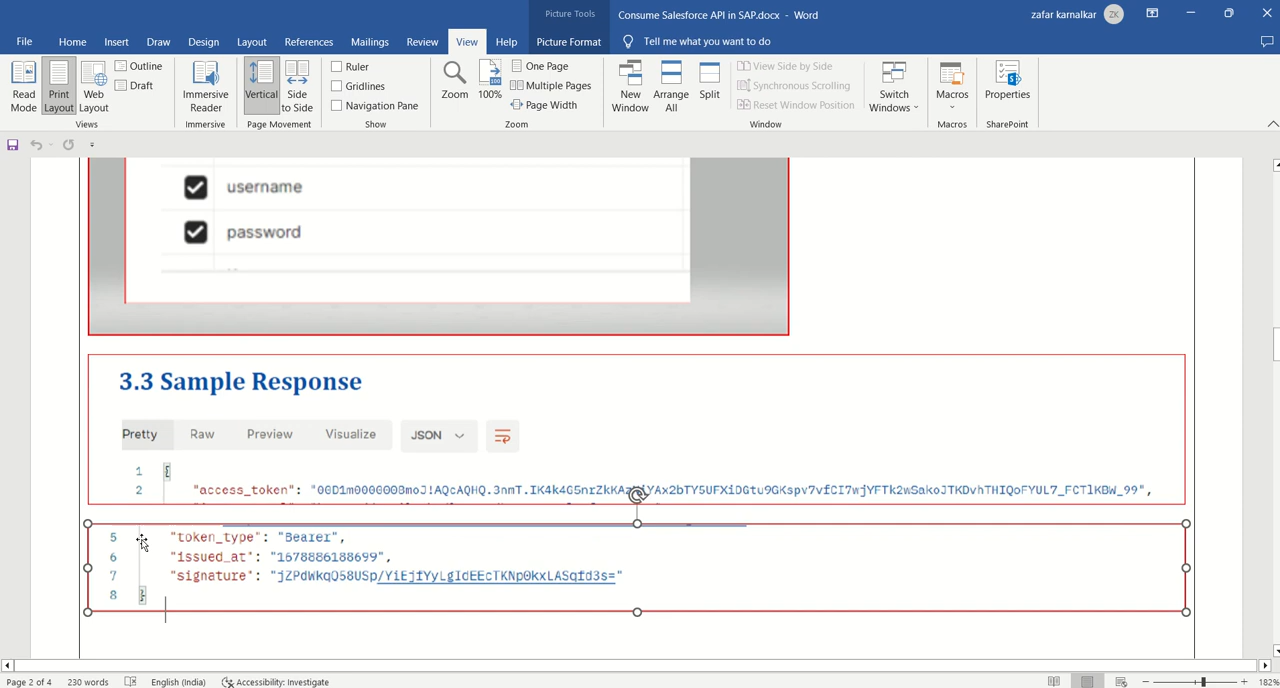 Picture Tools
Consume Salesforce API in SAP.docx - Word
zafar karnalkar ZK
File Home Insert Draw Design Layout References Mailings Review View Help Picture Format Tell me what you want to do
Read Mode
Print Layout
Web Layout
Outline
Draft
Views
Immersive Reader
Immersive
Vertical
Side to Side
Page Movement
Ruler
Gridlines
Navigation Pane
Show
Zoom
100%
One Page
Multiple Pages
Page Width
Zoom
New Window
Arrange All
Split
View Side by Side
Synchronous Scrolling
Reset Window Position
Window
Switch Windows
Macros
Macros
Properties
SharePoint
username
password
3.3 Sample Response
Pretty Raw Preview Visualize JSON
1 {
2 "access_token":
5 "token_type": "Bearer",
6 "issued_at": "1678886188699",
7 "signature": "jZPdWkqQ58USp/YiEjfYyLgIdEEcTKNp0kxLASqfd3s="
8 }
Page 2 of 4 230 words English (India) Accessibility: Investigate 182%